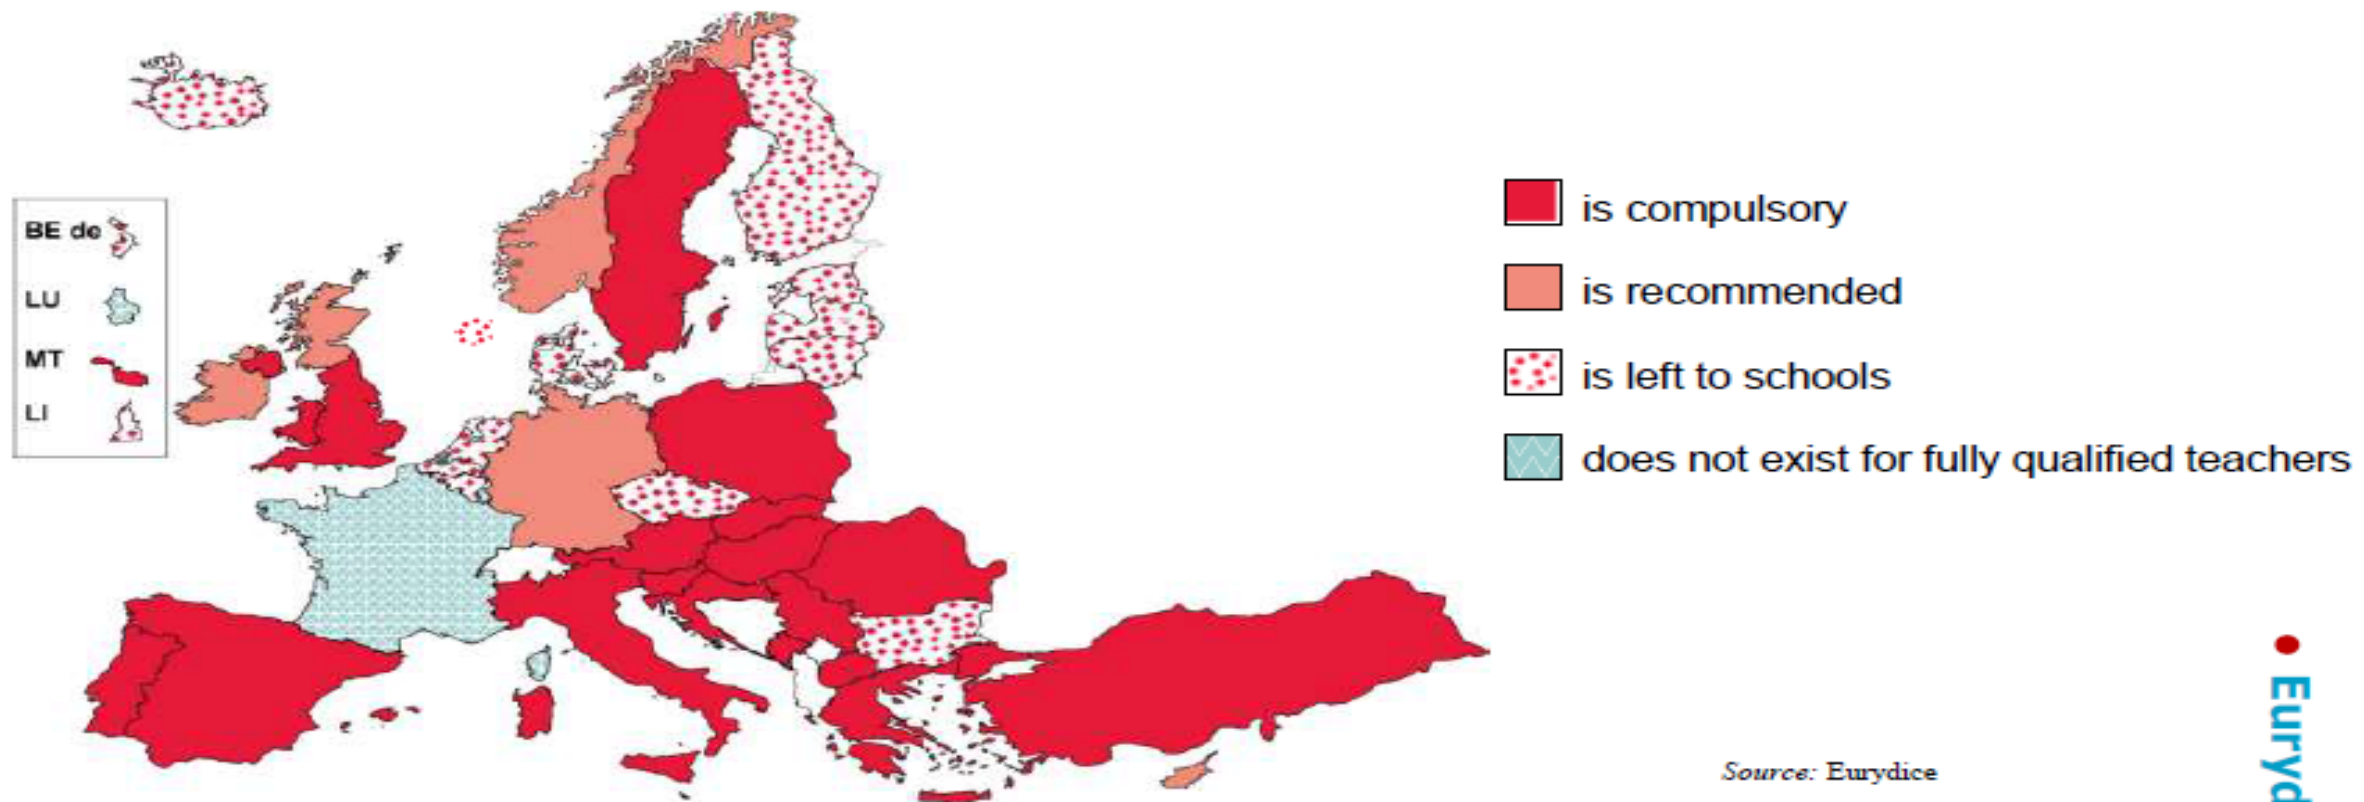 BE de
LU
MT
LI
is compulsory
is recommended
is left to schools
does not exist for fully qualified teachers
Source: Eurydice
Euryd